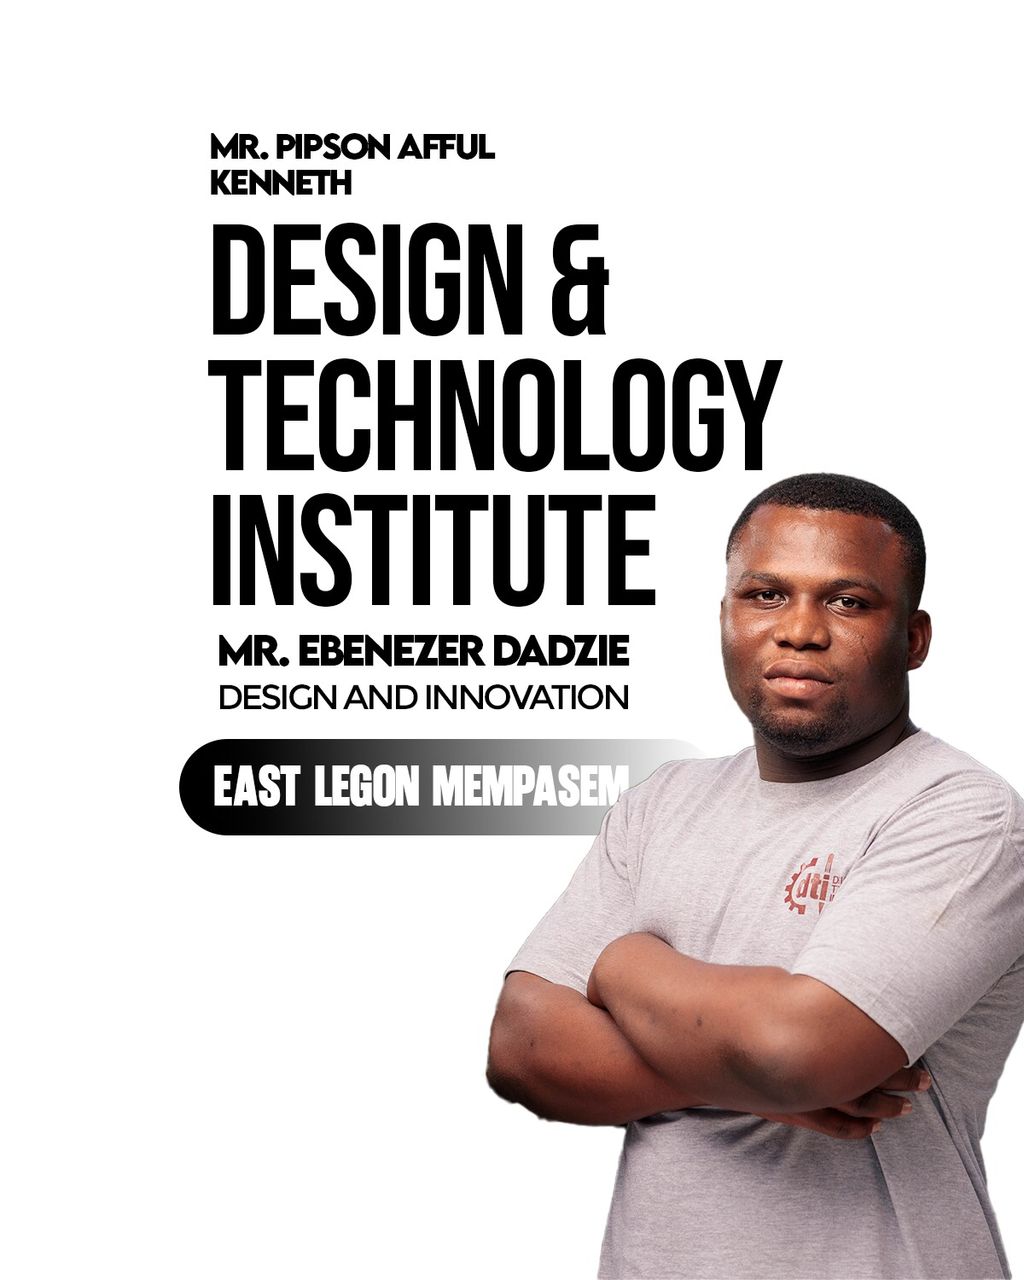 MR. PIPSON AFFUL
KENNETH
DESIGN &
TECHNOLOGY
INSTITUTE
MR. EBENEZER DADZIE
DESIGN AND INNOVATION
EAST LEGON MEMPASEM
dti